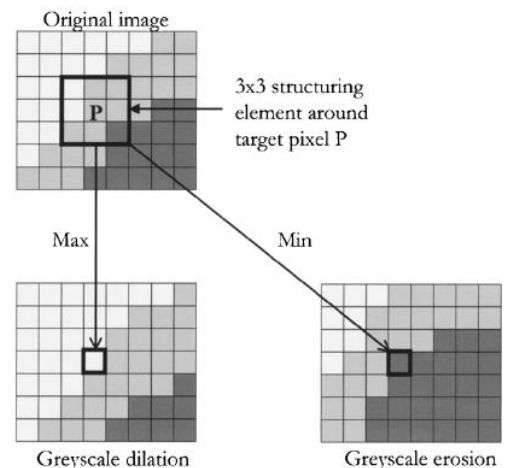 Original image
P
3x3 structuring
element around
target pixel P
Max
Min
Greyscale dilation
Greyscale erosion